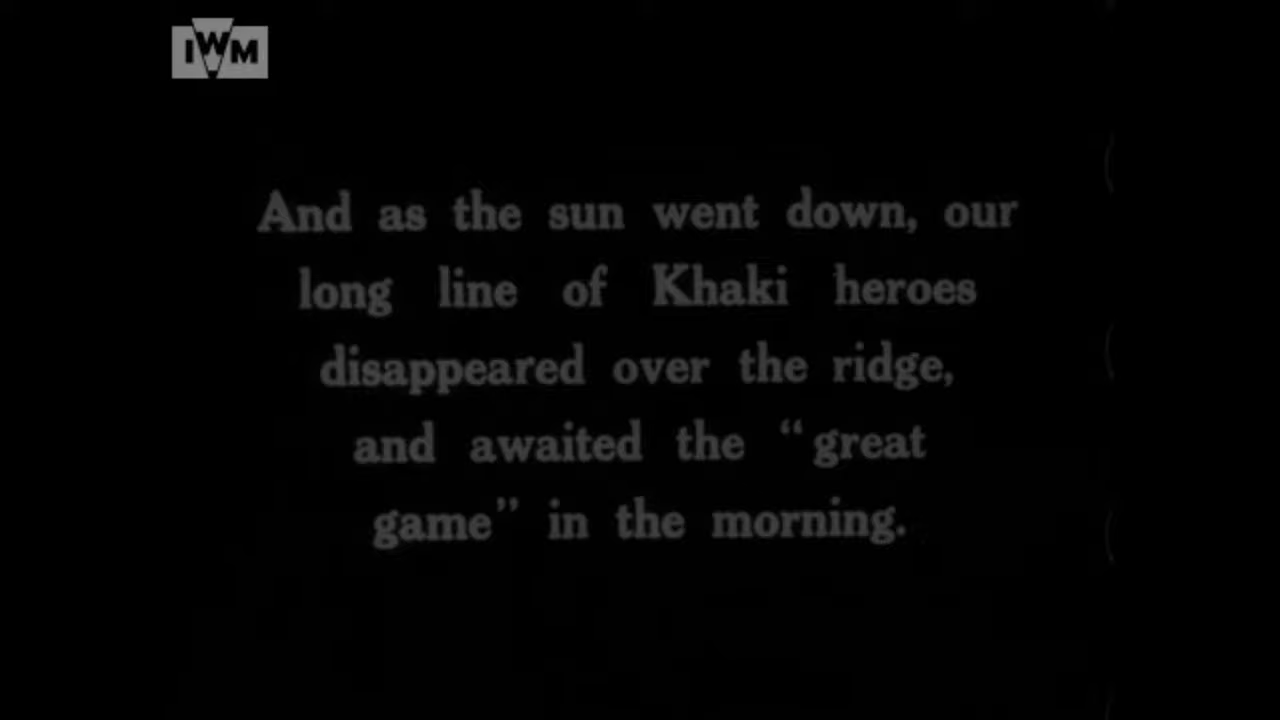 IWM
And as the sun went down, our
long line of Khaki heroes
disappeared over the ridge,
and awaited the “great
game” in the morning.